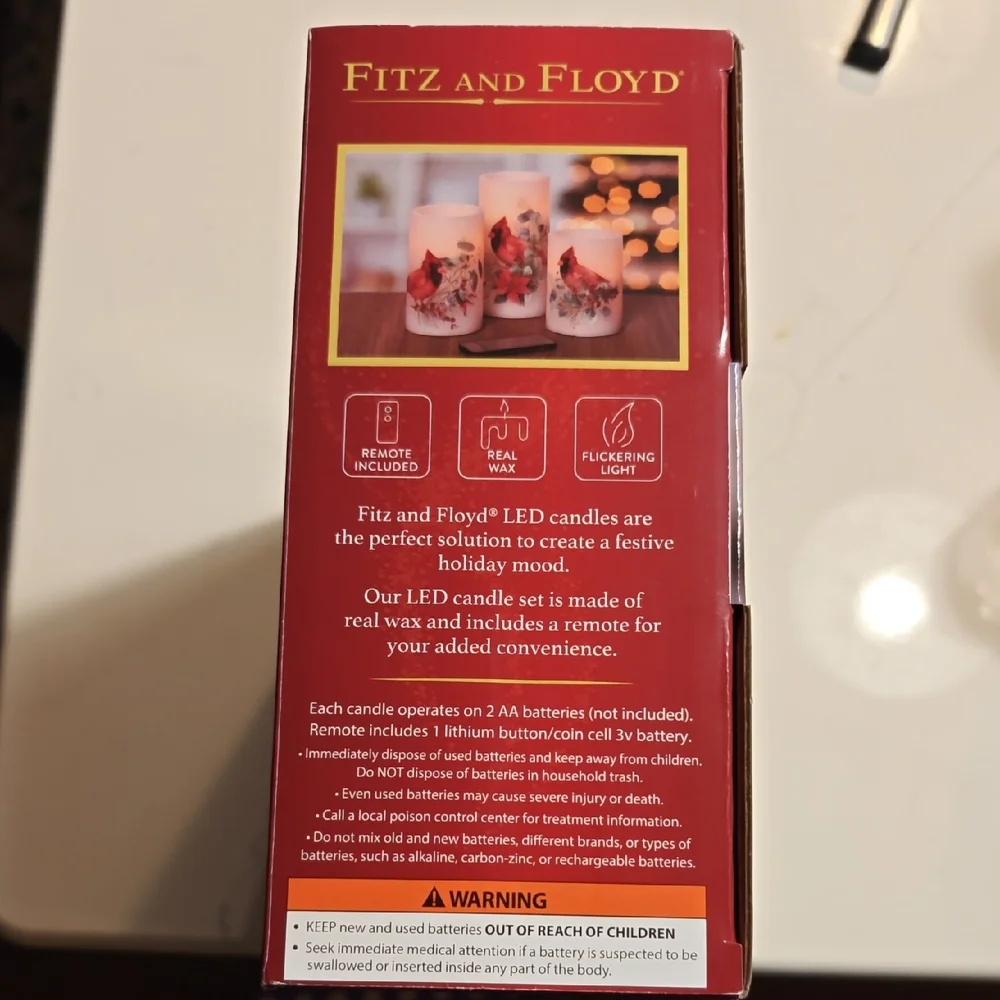 FITZ AND FLOYD®
REMOTE
INCLUDED
REAL
WAX
FLICKERING
LIGHT
Fitz and Floyd® LED candles are
the perfect solution to create a festive
holiday mood.
Our LED candle set is made of
real wax and includes a remote for
your added convenience.
Each candle operates on 2 AA batteries (not included).
Remote includes 1 lithium button/coin cell 3v battery.
• Immediately dispose of used batteries and keep away from children.
Do NOT dispose of batteries in household trash.
• Even used batteries may cause severe injury or death.
• Call a local poison control center for treatment information.
• Do not mix old and new batteries, different brands, or types of
batteries, such as alkaline, carbon-zinc, or rechargeable batteries.
WARNING
• KEEP new and used batteries OUT OF REACH OF CHILDREN
• Seek immediate medical attention if a battery is suspected to be
swallowed or inserted inside any part of the body.